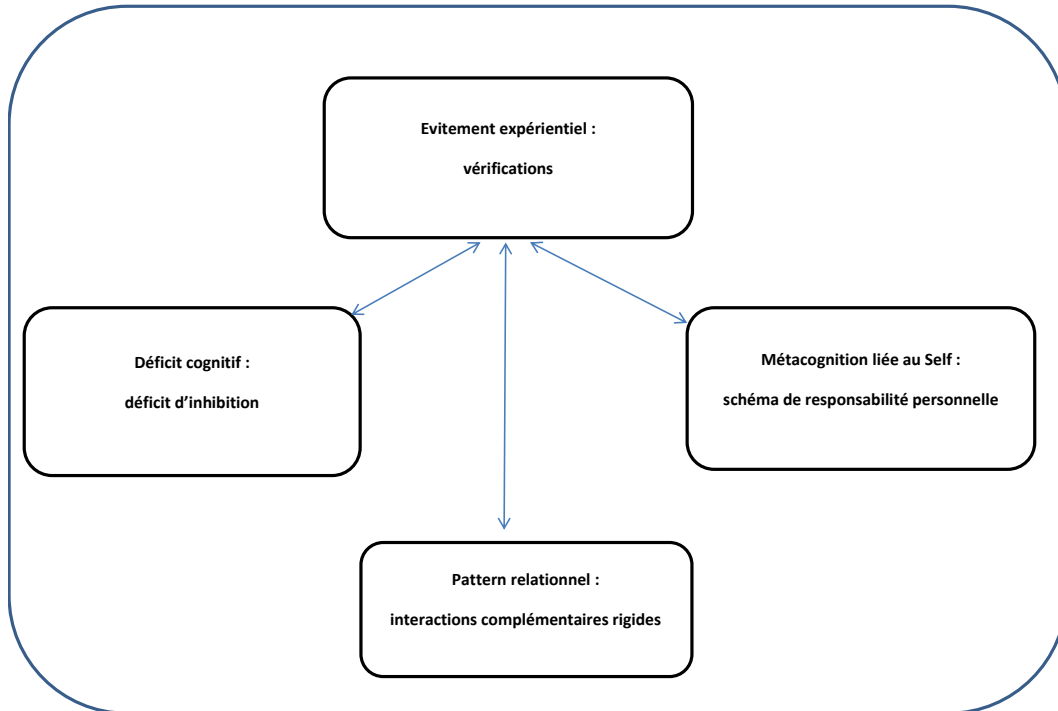 Evitement expérientiel :
vérifications
Déficit cognitif :
déficit d’inhibition
Métacognition liée au Self :
schéma de responsabilité personnelle
Pattern relationnel :
interactions complémentaires rigides